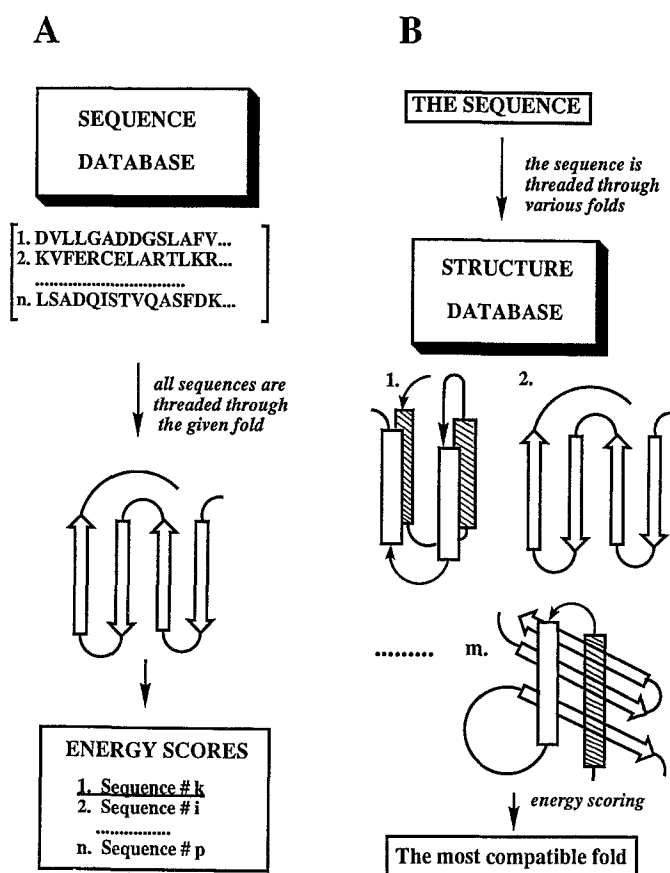 A
SEQUENCE
DATABASE
1. DVLLGADDGSLAFV...
2. KVFERCELARTLKR...
..............................
n. LSADQISTVQASFDK...
all sequences are
threaded through
the given fold
ENERGY SCORES
1. Sequence # k
2. Sequence # i
...............
n. Sequence # p
B
THE SEQUENCE
the sequence is
threaded through
various folds
STRUCTURE
DATABASE
1.
2.
.........
m.
energy scoring
The most compatible fold